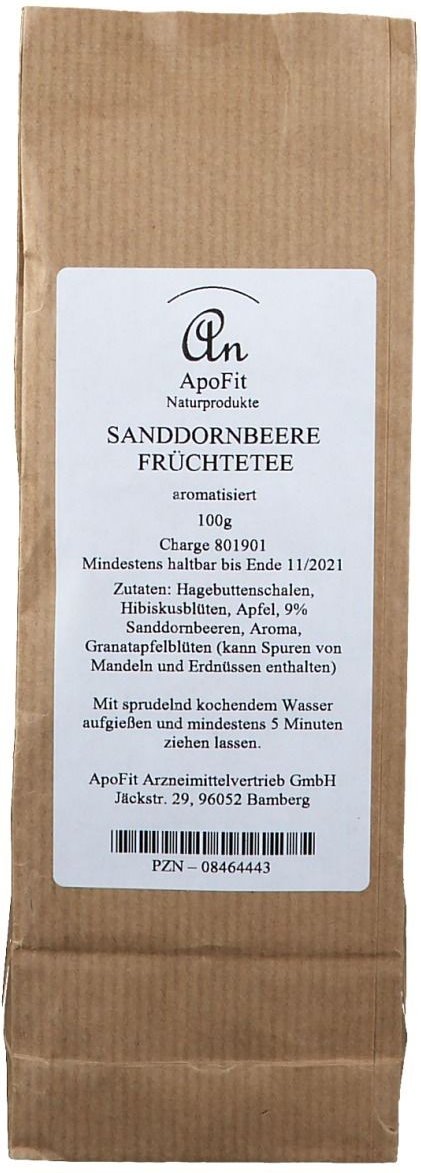 An
ApoFit
Naturprodukte
SANDDORNBEERE
FRÜCHTETEE
aromatisiert
100g
Charge 801901
Mindestens haltbar bis Ende 11/2021
Zutaten: Hagebuttenschalen,
Hibiskusblüten, Apfel, 9%
Sanddornbeeren, Aroma,
Granatapfelblüten (kann Spuren von
Mandeln und Erdnüssen enthalten)
Mit sprudelnd kochendem Wasser
aufgießen und mindestens 5 Minuten
ziehen lassen.
ApoFit Arzneimittelvertrieb GmbH
Jäckstr. 29, 96052 Bamberg
PZN – 08464443